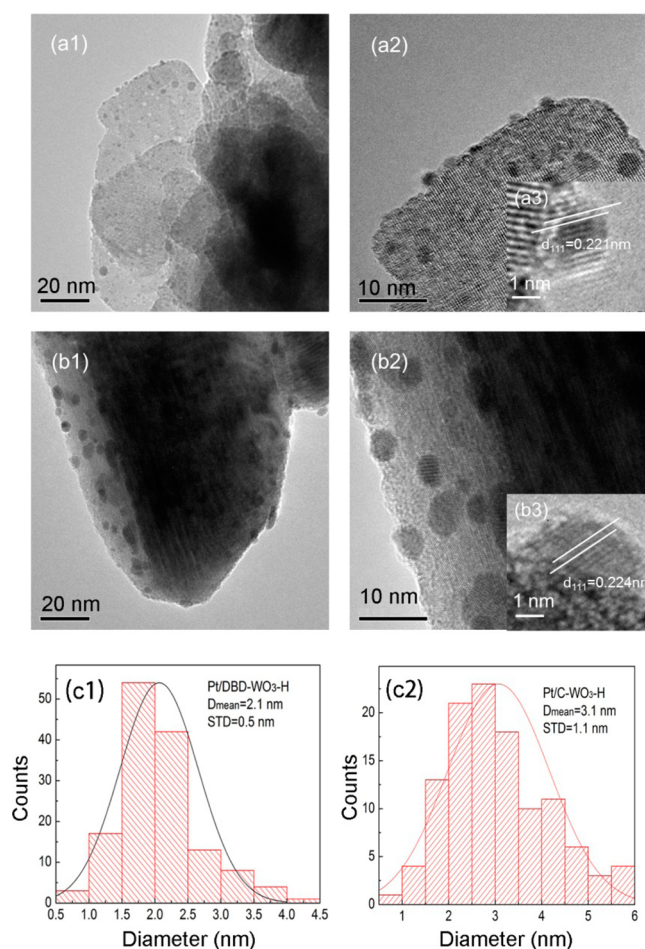 (a1)
20 nm
(a2)
10 nm
(a3)
d111=0.221nm
1 nm
(b1)
20 nm
(b2)
10 nm
(b3)
d111=0.224nm
1 nm
(c1)
Pt/DBD-WO3-H
Dmean=2.1 nm
STD=0.5 nm
Counts
50
40
30
20
10
0
0.5 1.0 1.5 2.0 2.5 3.0 3.5 4.0 4.5
Diameter (nm)
(c2)
Pt/C-WO3-H
Dmean=3.1 nm
STD=1.1 nm
Counts
20
15
10
5
0
1 2 3 4 5 6
Diameter (nm)